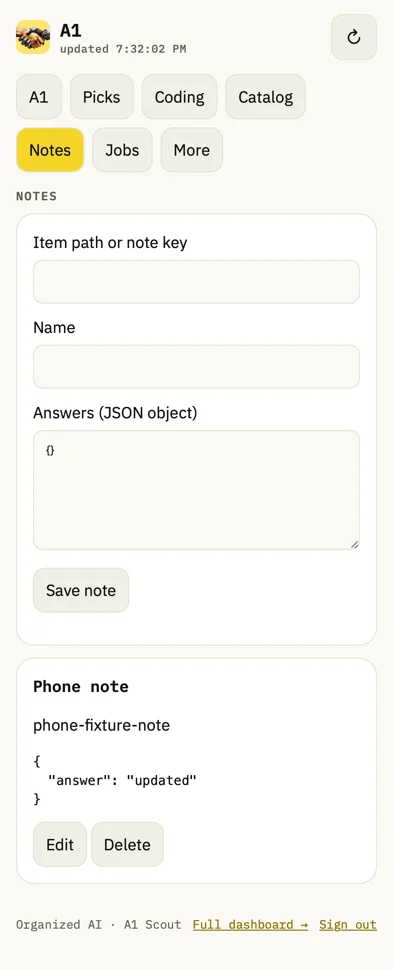 A1
updated 7:32:02 PM
↻
A1 Picks Coding Catalog
Notes Jobs More
NOTES
Item path or note key
Name
Answers (JSON object)
{}
Save note
Phone note
phone-fixture-note
{
"answer": "updated"
}
Edit Delete
Organized AI · A1 Scout Full dashboard → Sign out